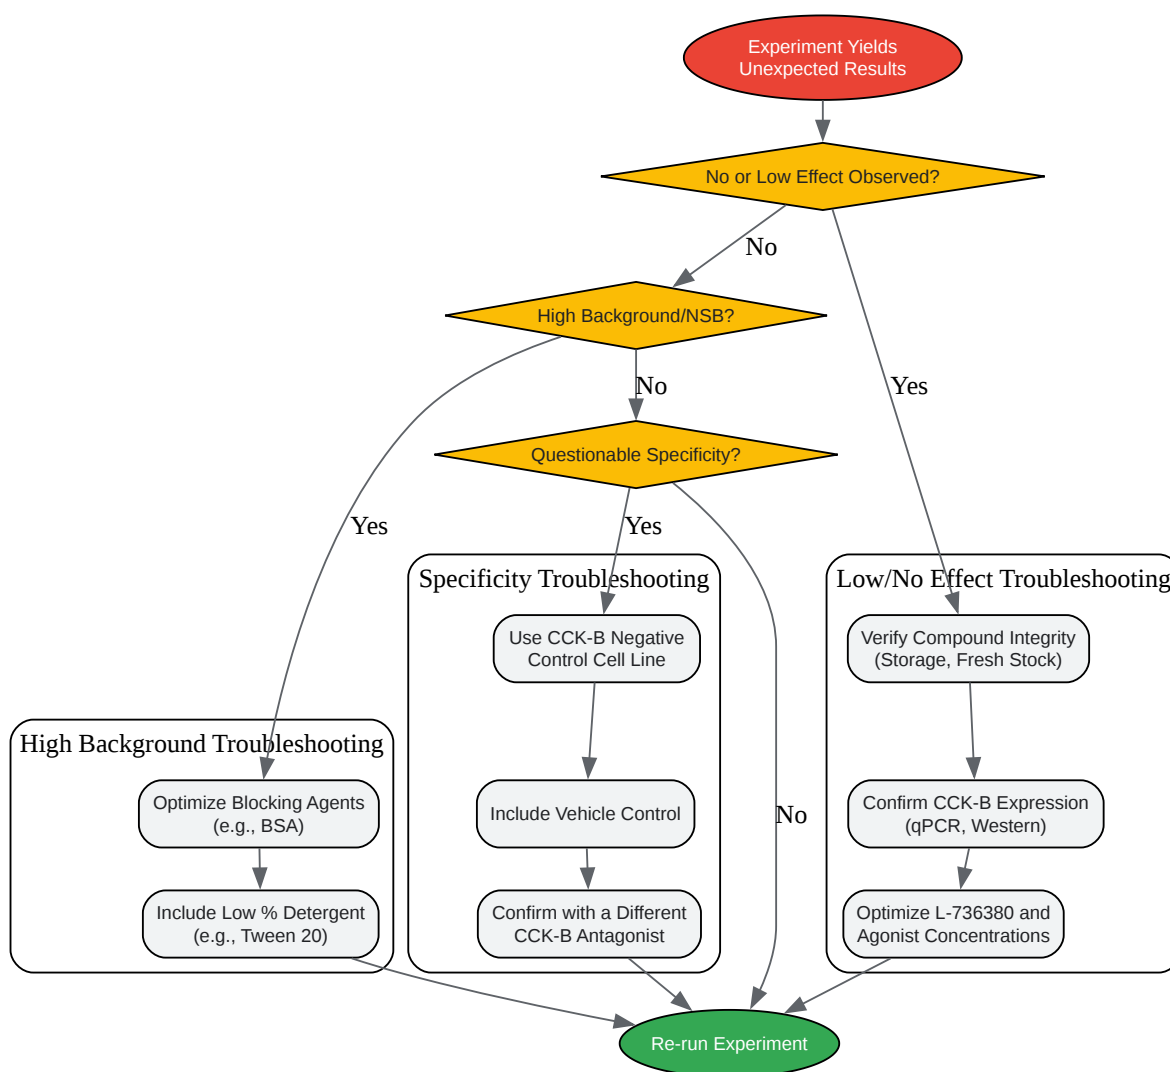 Experiment Yields
Unexpected Results
No or Low Effect Observed?
No
High Background/NSB?
Yes
No
Questionable Specificity?
Yes
Yes
No
Specificity Troubleshooting
Use CCK-B Negative
Control Cell Line
Include Vehicle Control
Confirm with a Different
CCK-B Antagonist
Low/No Effect Troubleshooting
Verify Compound Integrity
(Storage, Fresh Stock)
Confirm CCK-B Expression
(qPCR, Western)
Optimize L-736380 and
Agonist Concentrations
High Background Troubleshooting
Optimize Blocking Agents
(e.g., BSA)
Include Low % Detergent
(e.g., Tween 20)
Re-run Experiment